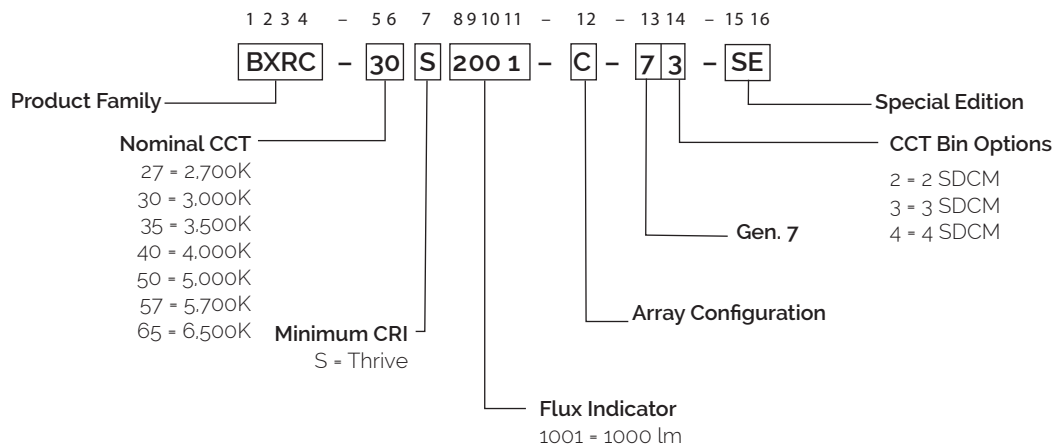 1 2 3 4 – 5 6 7 8 9 10 11 – 12 – 13 14 – 15 16
BXRC – 30 S 200 1 – C – 7 3 – SE
Product Family
Special Edition
Nominal CCT
27 = 2,700K
30 = 3,000K
35 = 3,500K
40 = 4,000K
50 = 5,000K
57 = 5,700K
65 = 6,500K
CCT Bin Options
2 = 2 SDCM
3 = 3 SDCM
4 = 4 SDCM
Gen. 7
Array Configuration
Minimum CRI
S = Thrive
Flux Indicator
1001 = 1000 lm